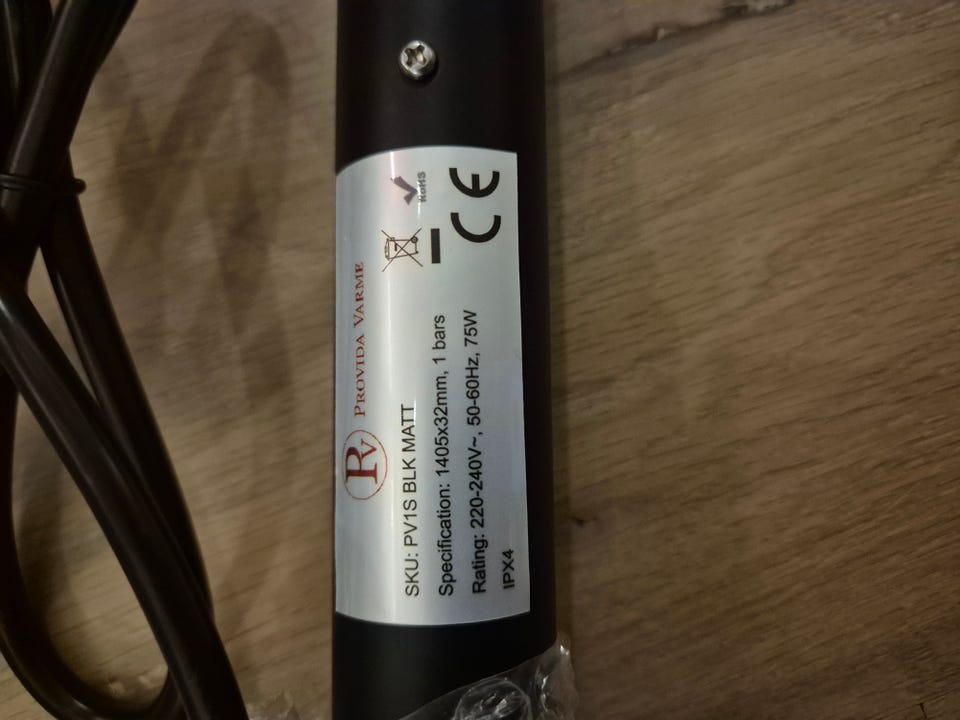 PV PROVIDA VARME
RoHS
CE
SKU: PV1S BLK MATT
Specification: 1405x32mm, 1 bars
Rating: 220-240V~, 50-60Hz, 75W
IPX4